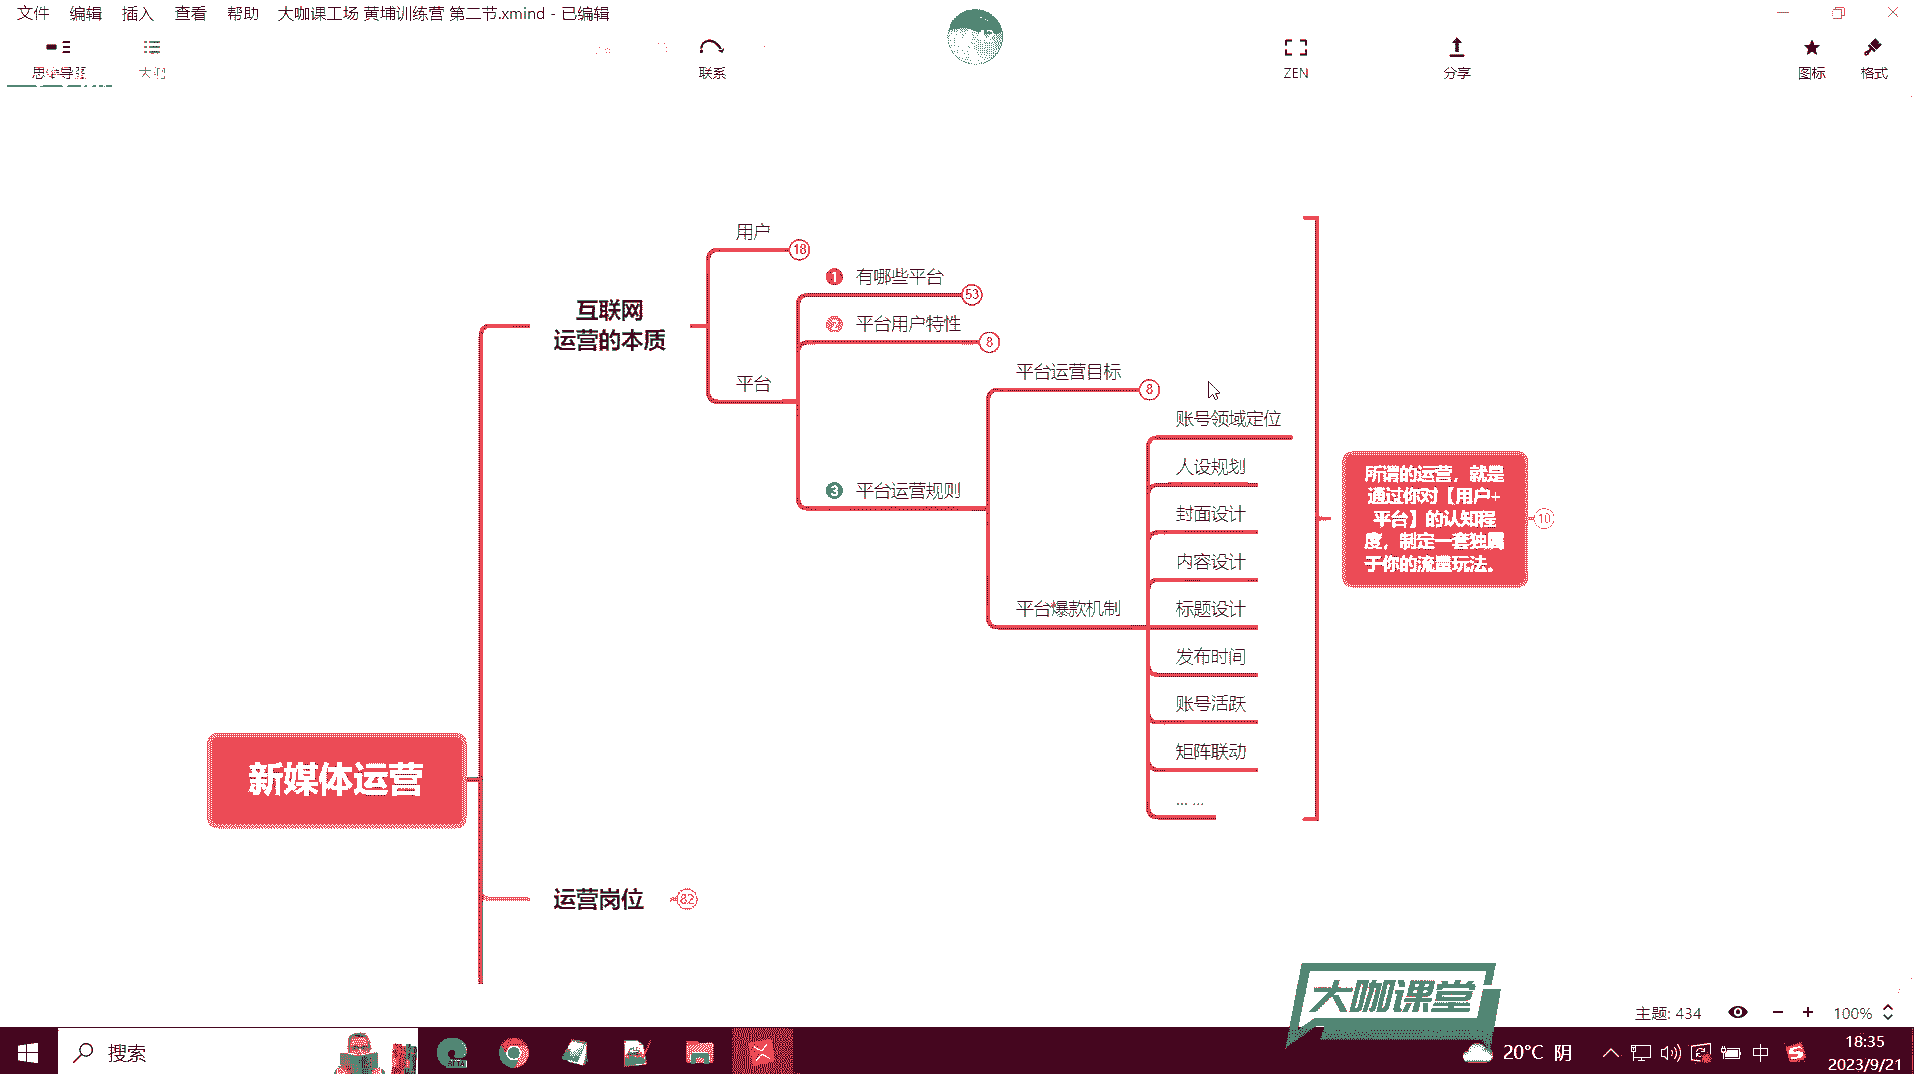 文件 编辑 插入 查看 帮助 大咖课工场 黄埔训练营 第二节.xmind - 已编辑
联系
ZEN
分享
图标
格式
用户
18
1 有哪些平台
53
互联网
运营的本质
2 平台用户特性
8
平台
平台运营目标
8
账号领域定位
人设规划
3 平台运营规则
封面设计
内容设计
平台爆款机制
标题设计
发布时间
账号活跃
矩阵联动
... ...
所谓的运营，就是
通过你对【用户+
平台】的认知程
度，制定一套独属
于你的流量玩法。
10
新媒体运营
运营岗位
82
大咖课堂
主题: 434
100%
搜索
20°C 阴
中
18:35
2023/9/21